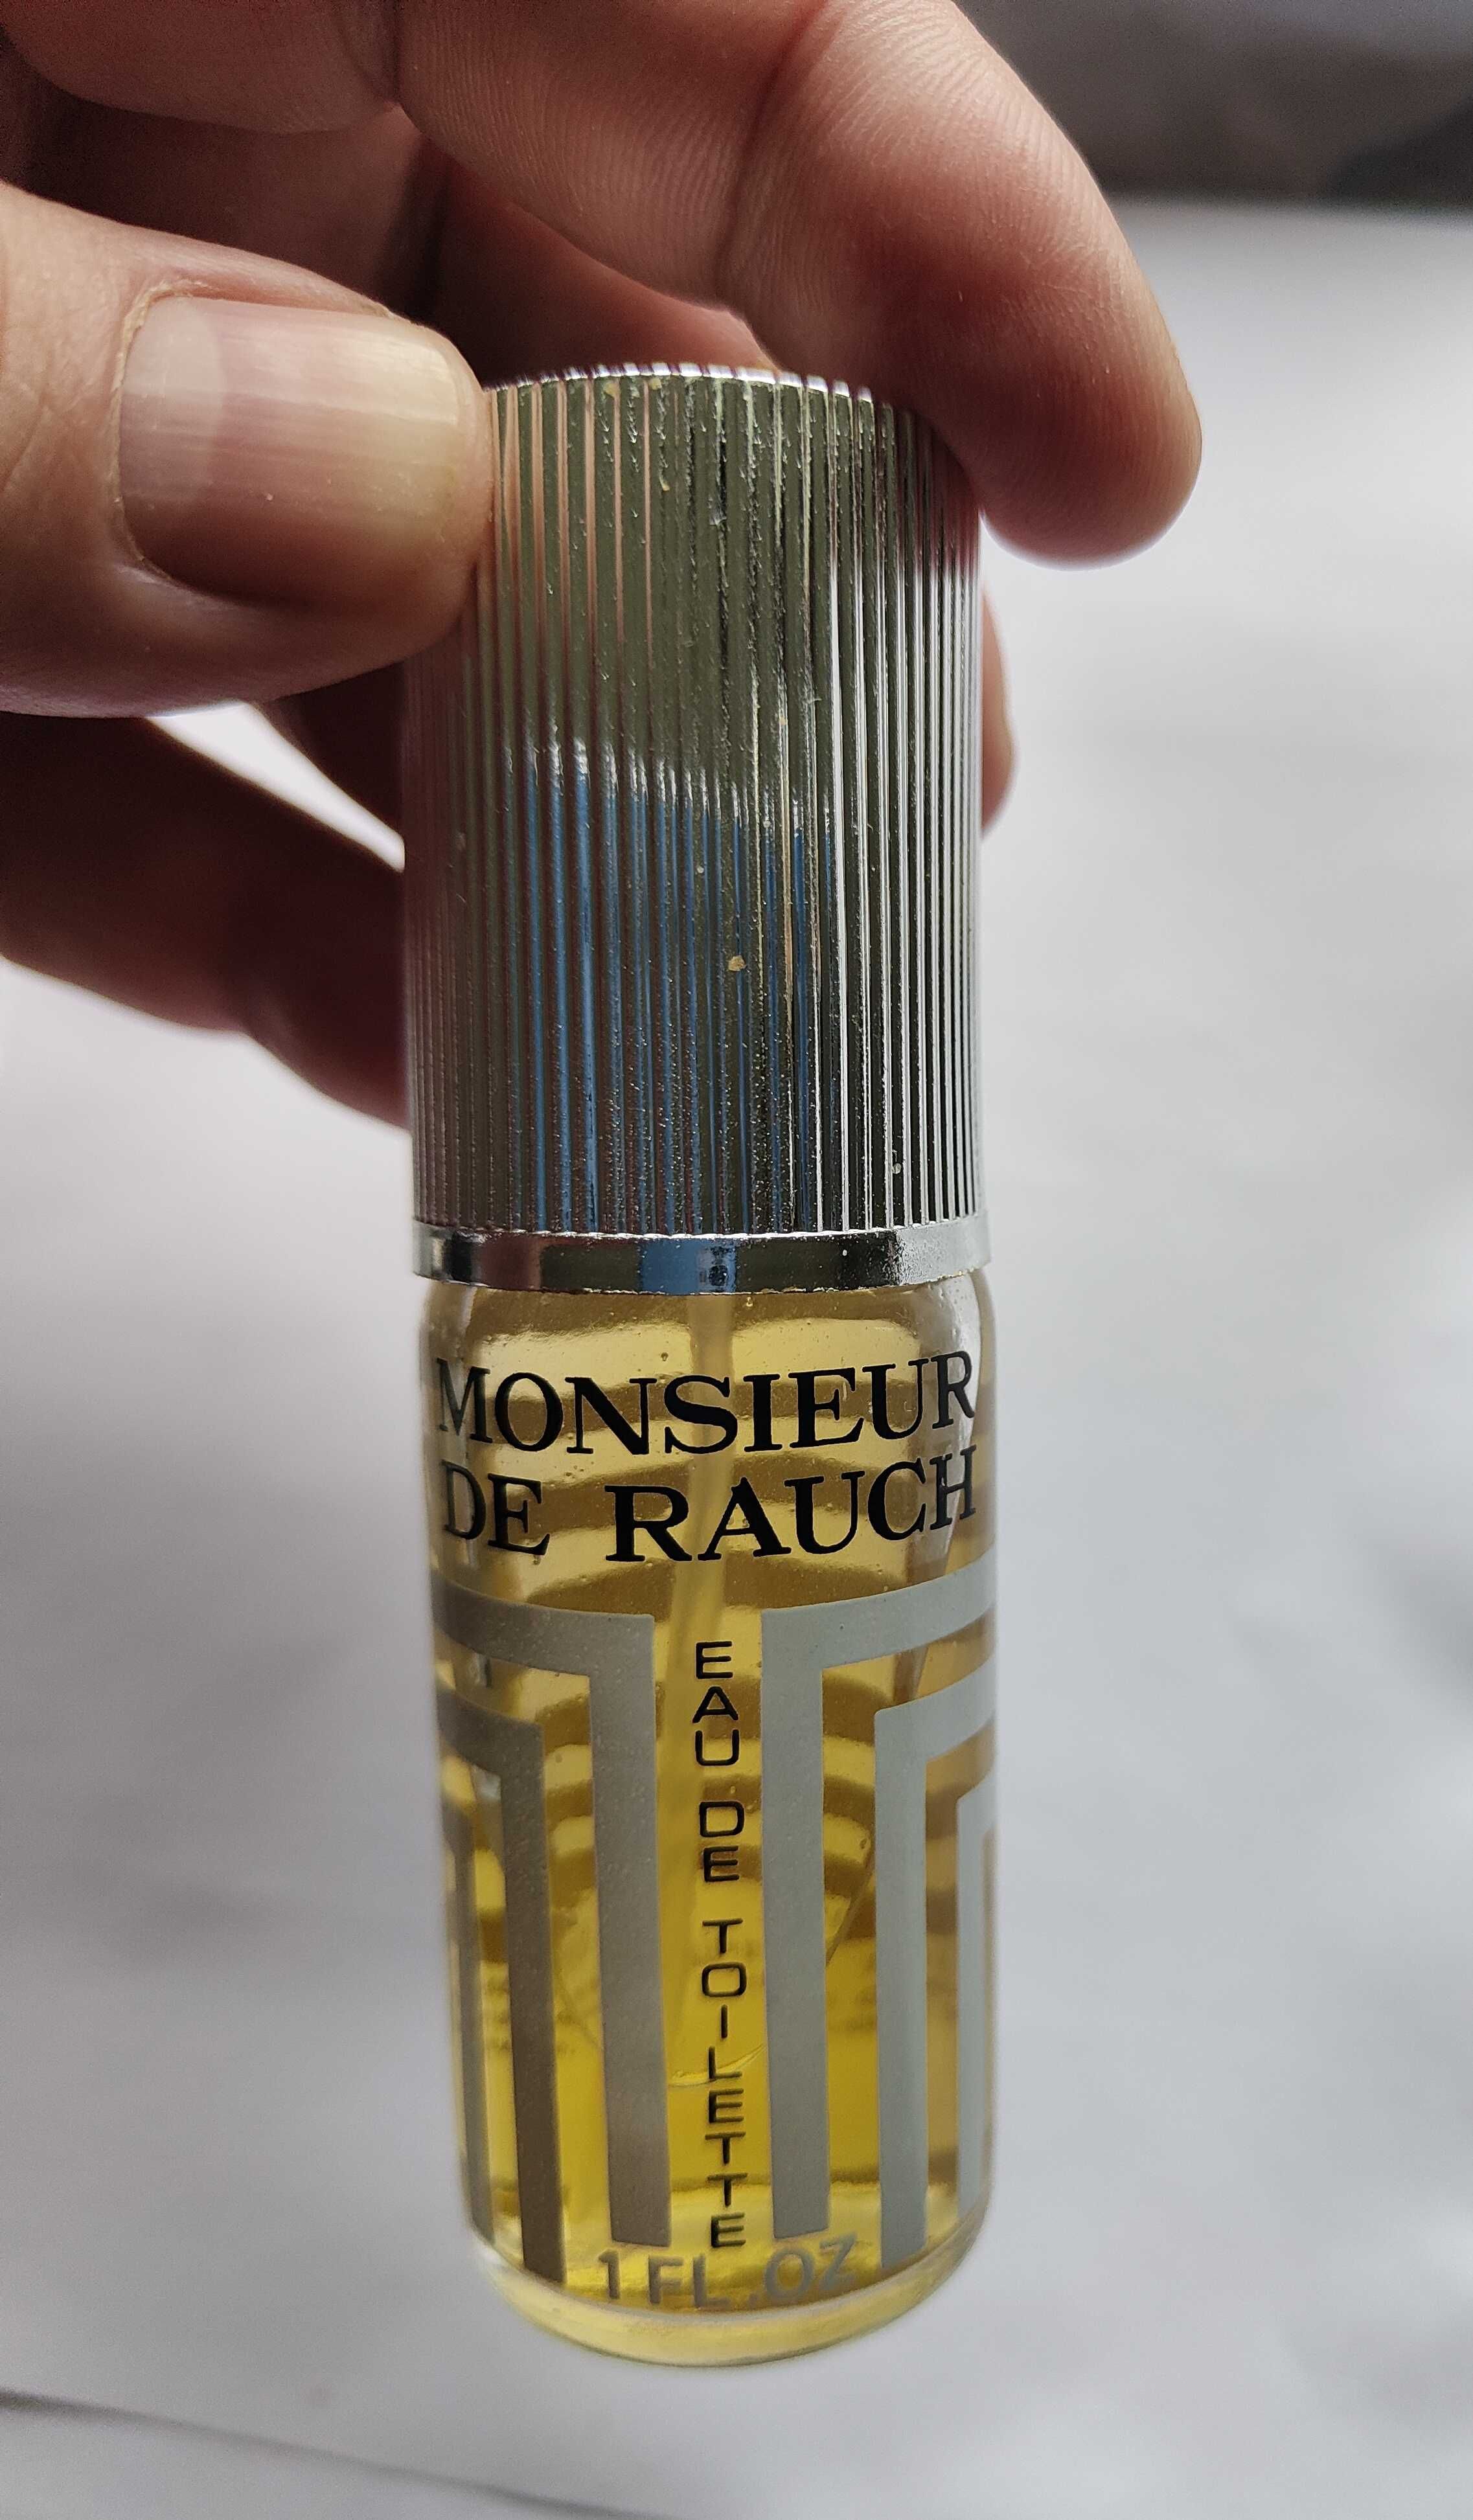 MONSIEUR
DE RAUCH
EAU DE TOILETTE
1 FL.OZ